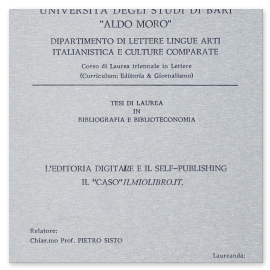 UNIVERSITÀ DEGLI STUDI DI BARI
"ALDO MORO"
DIPARTIMENTO DI LETTERE LINGUE ARTI
ITALIANISTICA E CULTURE COMPARATE
Corso di Laurea triennale in Lettere
(Curriculum: Editoria & Giornalismo)
TESI DI LAUREA
IN
BIBLIOGRAFIA E BIBLIOTECONOMIA
L'EDITORIA DIGITALE E IL SELF-PUBLISHING
IL "CASO" ILMIOLIBRO.IT.
Relatore:
Chiar.mo Prof. PIETRO SISTO
Laureanda: